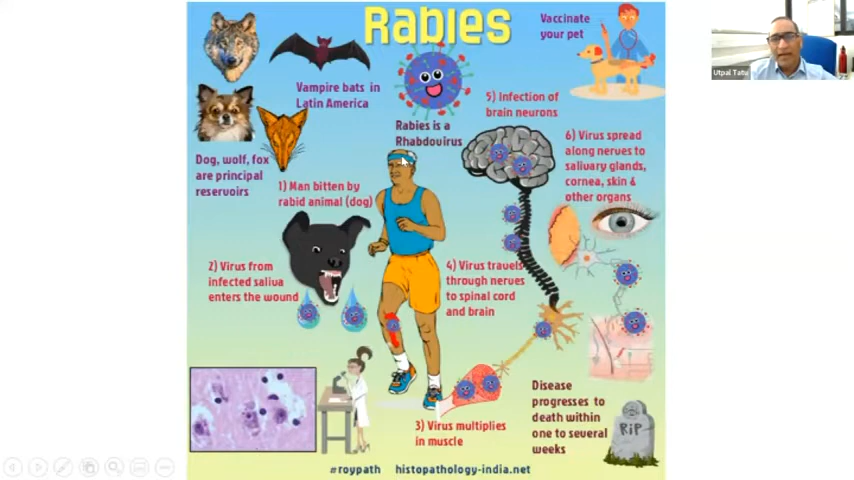 Rabies
Vaccinate
your pet
Utpal Tatu
Vampire bats in
Latin America
5) Infection of
brain neurons
Rabies is a
Rhabdovirus
6) Virus spread
along nerves to
salivary glands,
cornea, skin &
other organs
Dog, wolf, fox
are principal
reservoirs
1) Man bitten by
rabid animal (dog)
2) Virus from
infected saliva
enters the wound
4) Virus travels
through nerves
to spinal cord
and brain
Disease
progresses to
death within
one to several
weeks
RIP
3) Virus multiplies
in muscle
#roypath histopathology-india.net